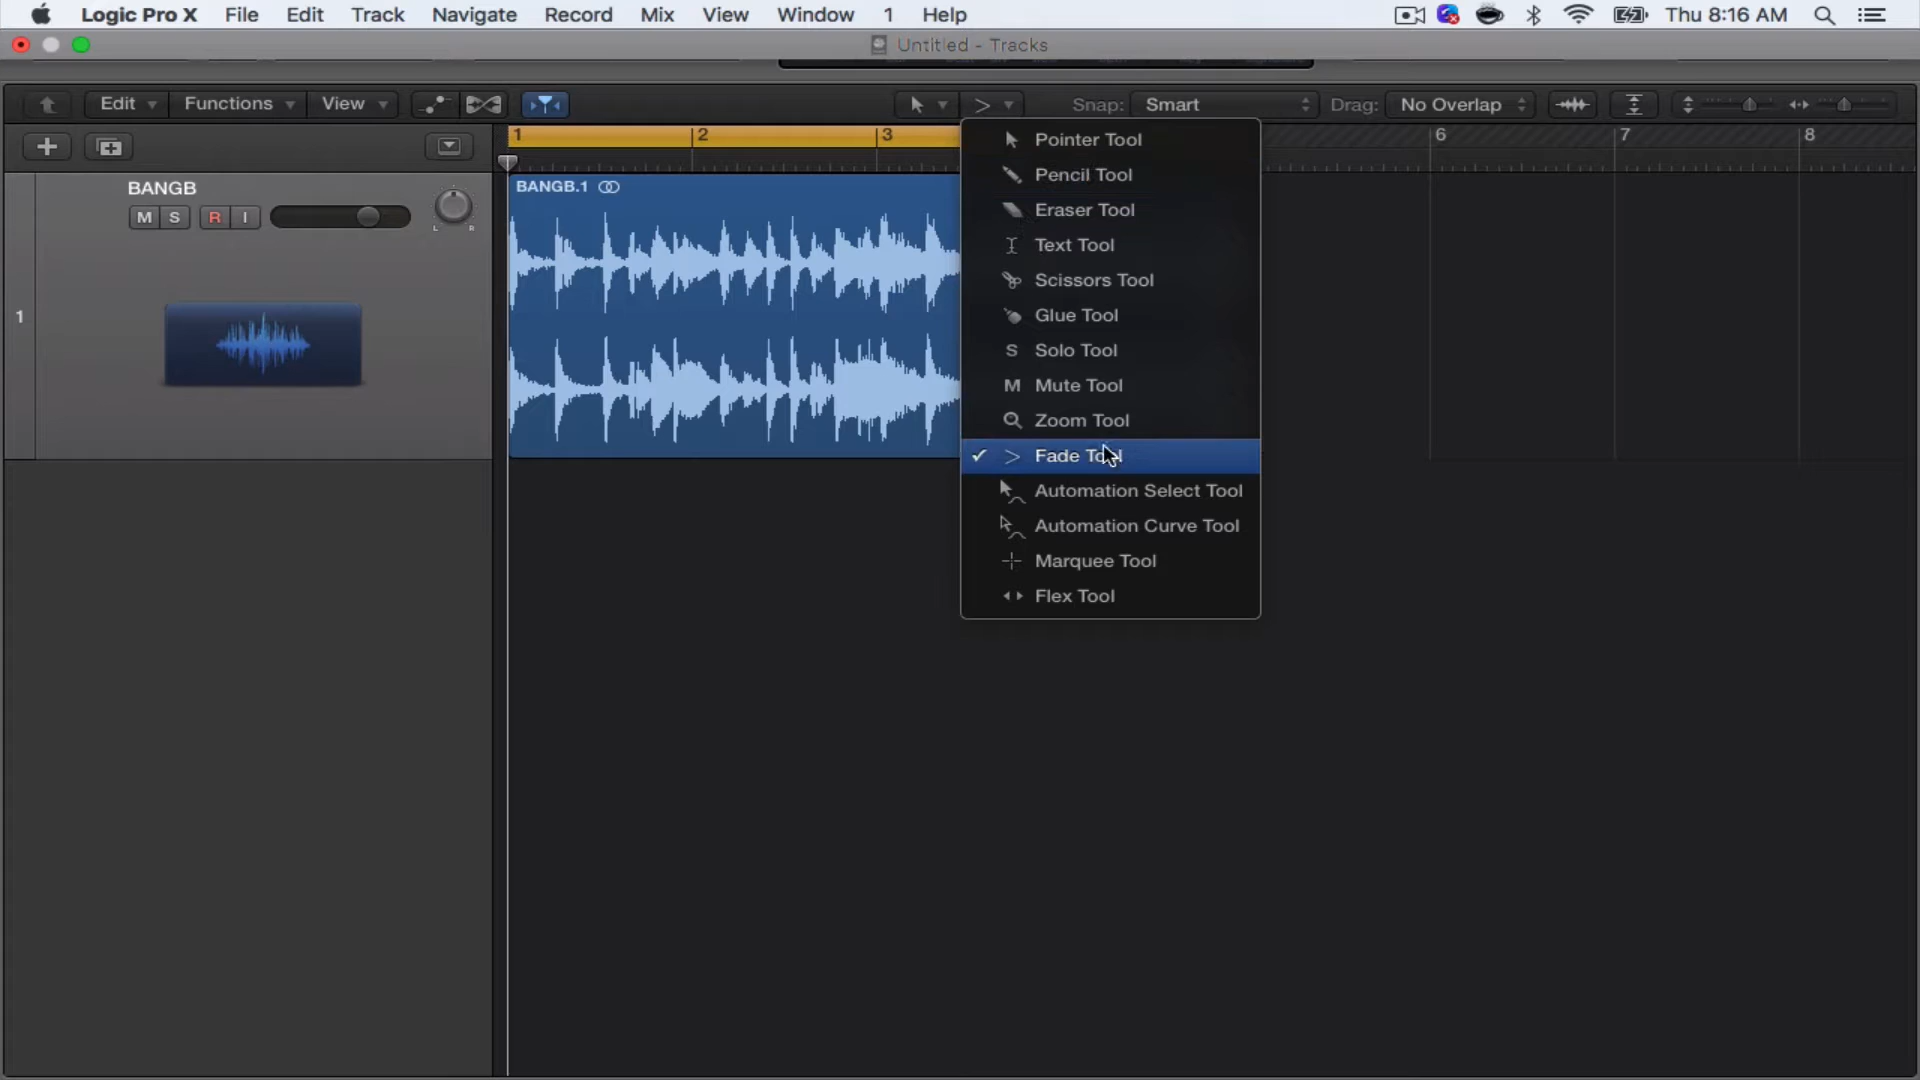 Logic Pro X File Edit Track Navigate Record Mix View Window 1 Help Thu 8:16 AM
Untitled - Tracks
Edit Functions View Snap: Smart Drag: No Overlap
1 2 3 6 7 8
BANGB
M S R I
L R
1
BANGB.1
Pointer Tool
Pencil Tool
Eraser Tool
Text Tool
Scissors Tool
Glue Tool
S Solo Tool
M Mute Tool
Zoom Tool
Fade Tool
Automation Select Tool
Automation Curve Tool
Marquee Tool
Flex Tool